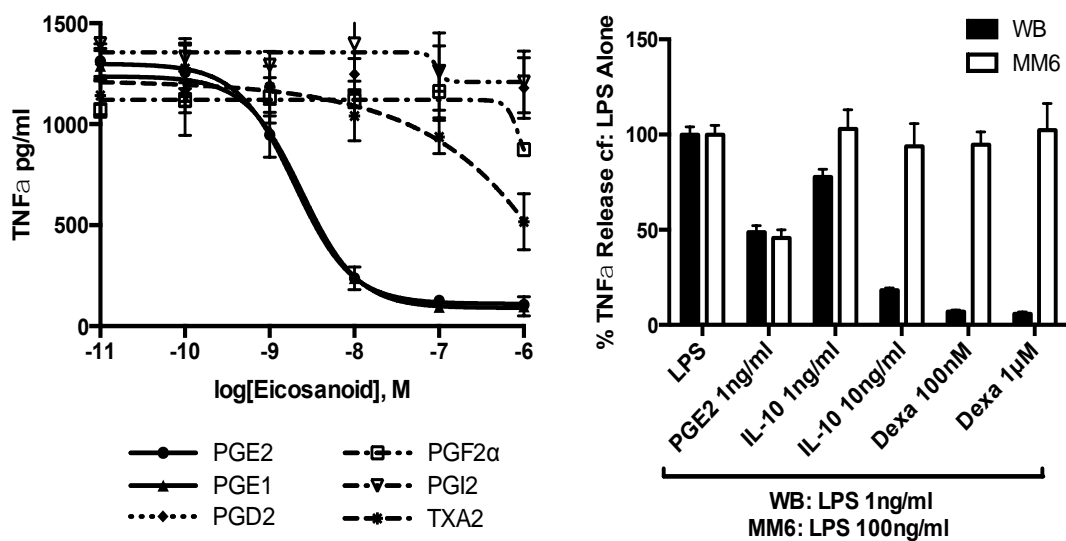 TNFα pg/ml
1500
1000
500
0
-11 -10 -9 -8 -7 -6
log[Eicosanoid], M
PGE2
PGE1
PGD2
PGF2α
PGI2
TXA2
% TNFα Release cf: LPS Alone
150
100
50
0
WB
MM6
LPS
PGE2 1ng/ml
IL-10 1ng/ml
IL-10 10ng/ml
Dexa 100nM
Dexa 1µM
WB: LPS 1ng/ml
MM6: LPS 100ng/ml